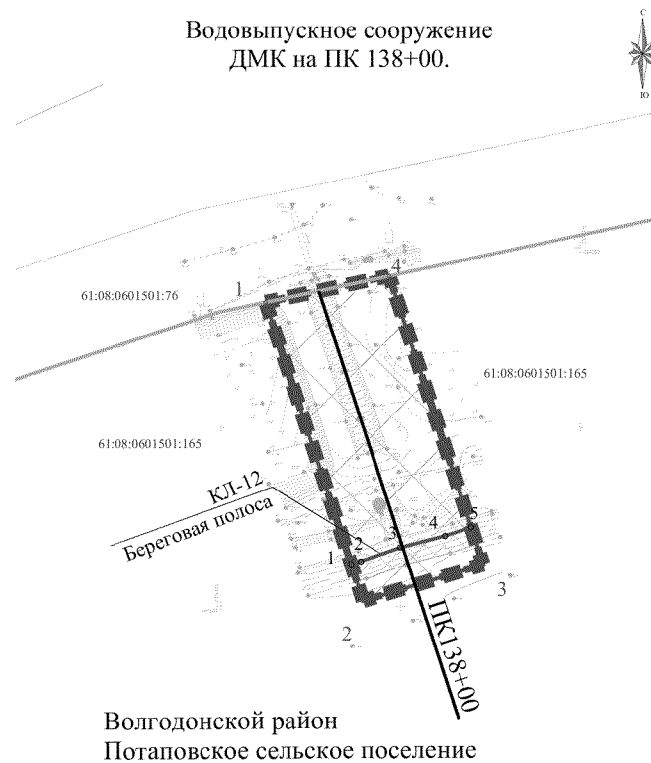 Водовыпускное сооружение
ДМК на ПК 138+00.
С
Ю
1
4
61:08:0601501:76
61:08:0601501:165
61:08:0601501:165
КЛ-12
Береговая полоса
1
2
3
4
5
3
2
ПК138+00
Волгодонской район
Потаповское сельское поселение